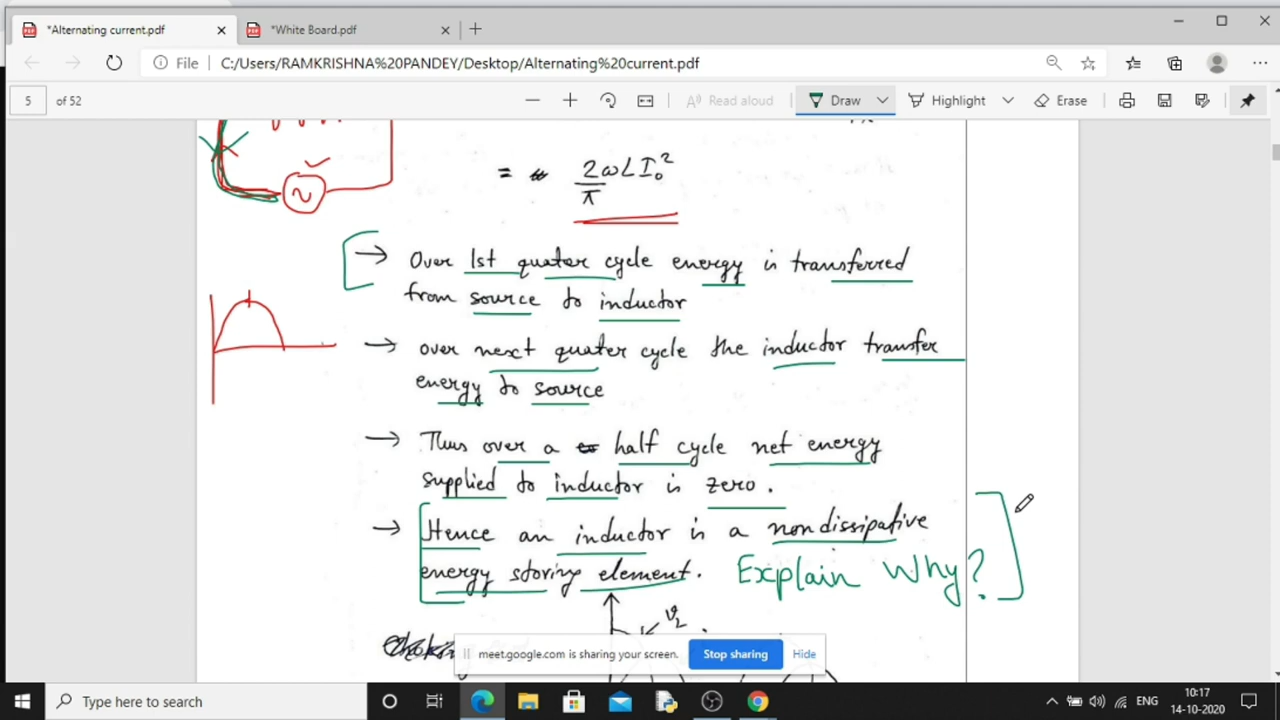 *Alternating current.pdf
*White Board.pdf
File C:/Users/RAMKRISHNA%20PANDEY/Desktop/Alternating%20current.pdf
5 of 52
Read aloud
Draw
Highlight
Erase
= 2ωLI₀²
π
→ Over 1st quater cycle energy is transferred
from source to inductor
→ over next quater cycle the inductor transfer
energy to source
→ Thus over a half cycle net energy
supplied to inductor is zero.
→ Hence an inductor is a nondissipative
energy storing element. Explain Why?
meet.google.com is sharing your screen. Stop sharing Hide
Type here to search
ENG
10:17
14-10-2020